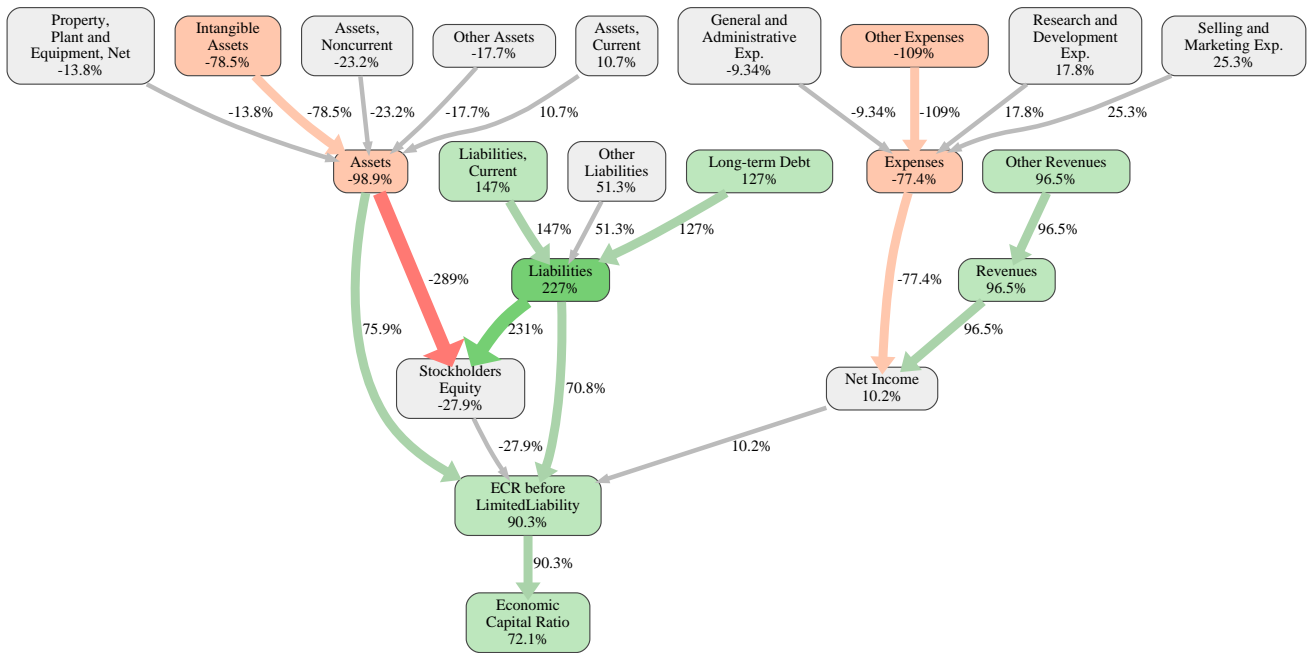 Property,
Plant and
Equipment, Net
-13.8%
Intangible
Assets
-78.5%
Assets,
Noncurrent
-23.2%
Other Assets
-17.7%
Assets,
Current
10.7%
General and
Administrative
Exp.
-9.34%
Other Expenses
-109%
Research and
Development
Exp.
17.8%
Selling and
Marketing Exp.
25.3%
-13.8%
-78.5%
-23.2%
-17.7%
10.7%
-9.34%
-109%
17.8%
25.3%
Assets
-98.9%
Liabilities,
Current
147%
Other
Liabilities
51.3%
Long-term Debt
127%
Expenses
-77.4%
Other Revenues
96.5%
147%
51.3%
127%
96.5%
Liabilities
227%
Revenues
96.5%
-289%
-77.4%
75.9%
231%
96.5%
Stockholders
Equity
-27.9%
70.8%
Net Income
10.2%
-27.9%
10.2%
ECR before
LimitedLiability
90.3%
90.3%
Economic
Capital Ratio
72.1%